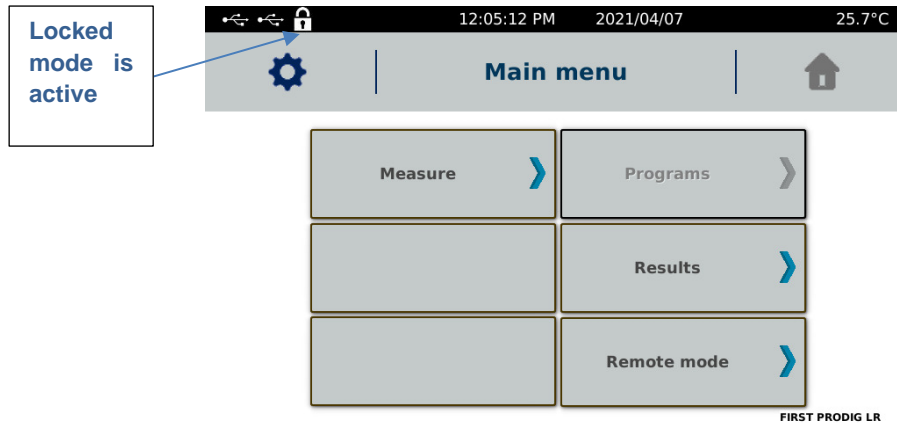 Locked
mode is
active
12:05:12 PM 2021/04/07 25.7°C
Main menu
Measure
Programs
Results
Remote mode
FIRST PRODIG LR